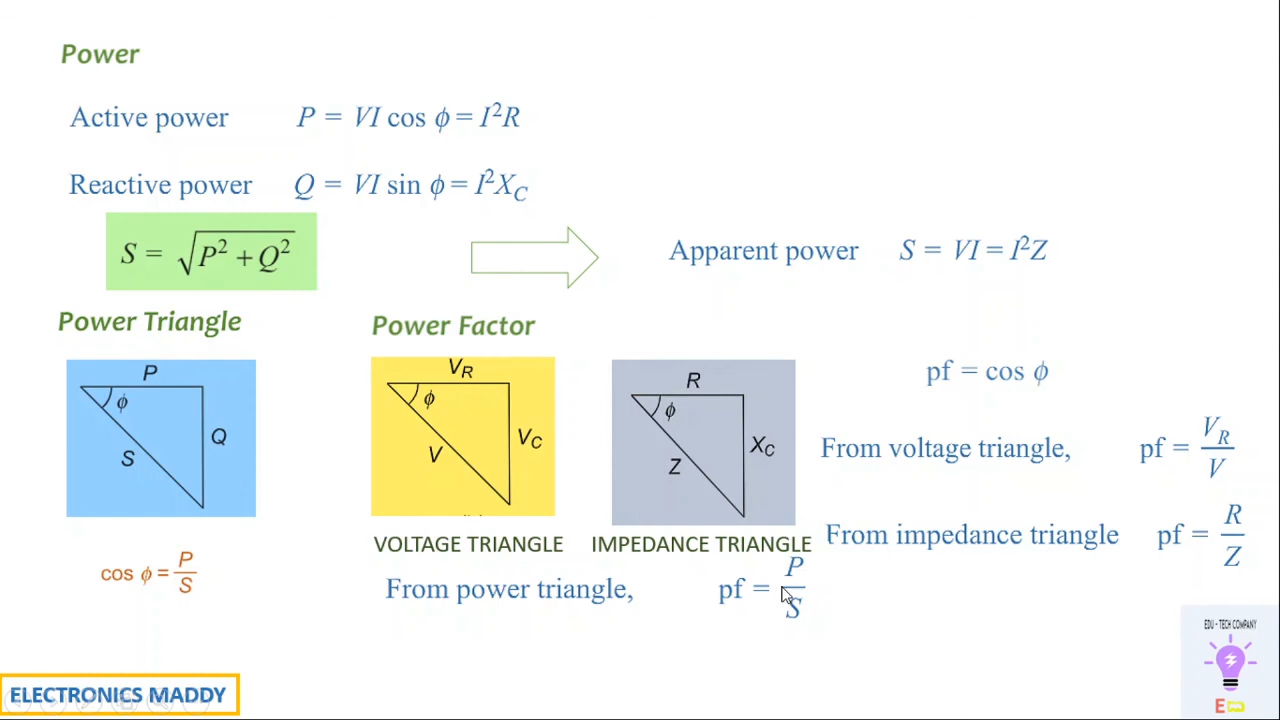 Power
Active power P = VI cos ϕ = I²R
Reactive power Q = VI sin ϕ = I²X_C
S = √(P² + Q²)
Apparent power S = VI = I²Z
Power Triangle
Power Factor
P
ϕ
Q
S
V_R
ϕ
V_C
V
R
ϕ
X_C
Z
pf = cos ϕ
From voltage triangle, pf = V_R / V
VOLTAGE TRIANGLE
IMPEDANCE TRIANGLE
From impedance triangle pf = R / Z
cos ϕ = P / S
From power triangle, pf = P / S
EDU - TECH COMPANY
ELECTRONICS MADDY